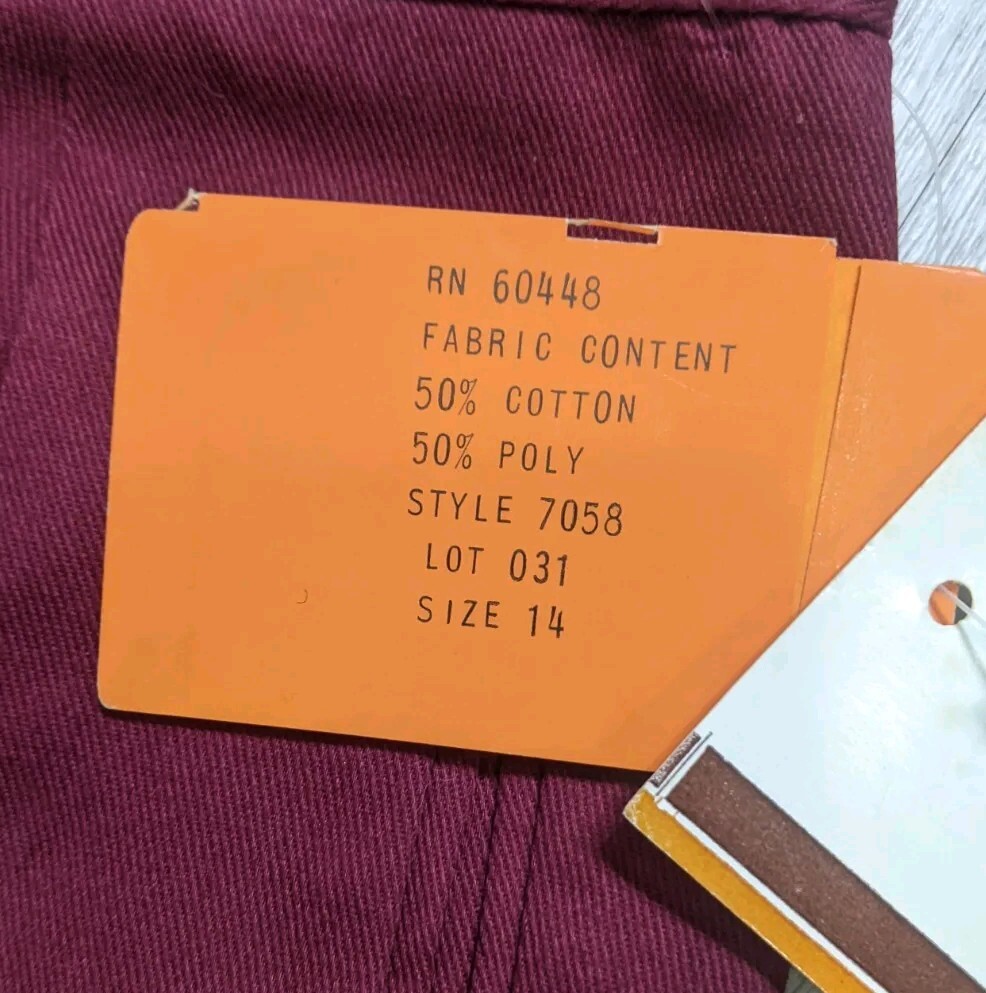 RN 60448
FABRIC CONTENT
50% COTTON
50% POLY
STYLE 7058
LOT 031
SIZE 14